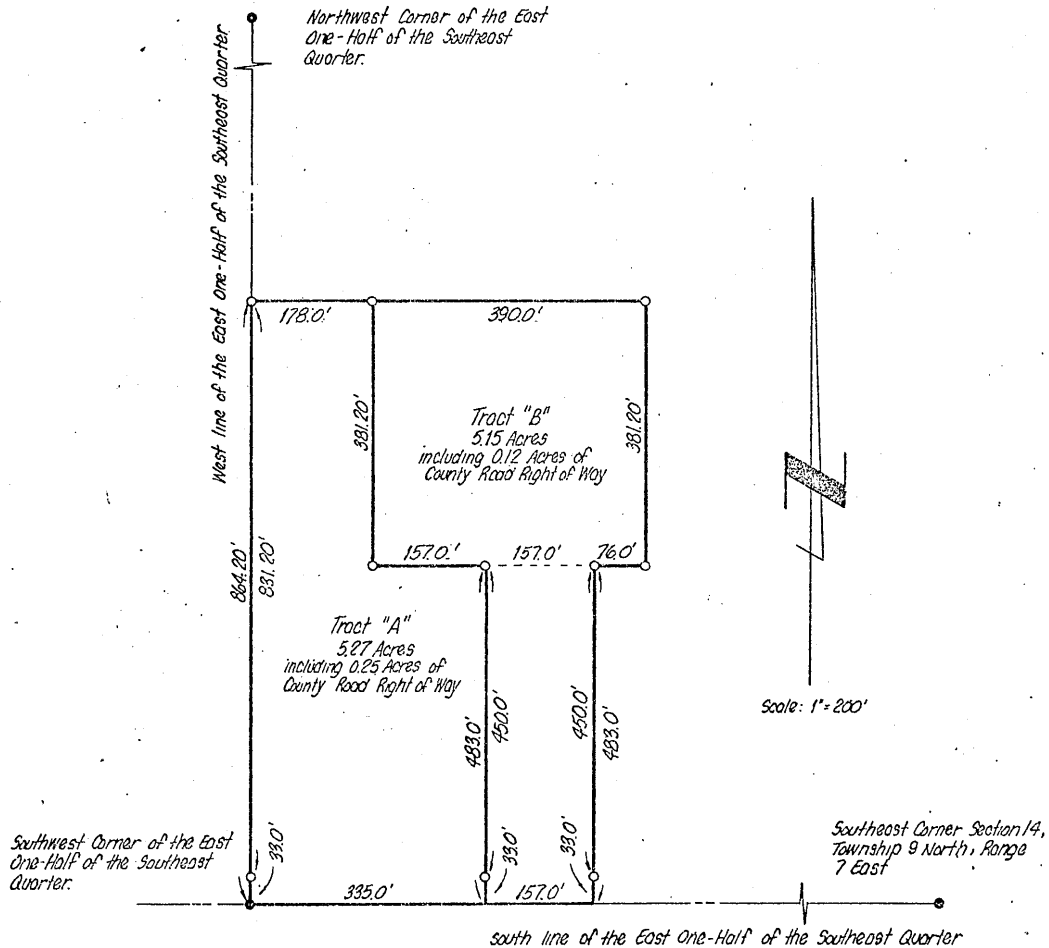 Northwest Corner of the East
One-Half of the Southeast
Quarter.
West line of the East One-Half of the Southeast Quarter
178.0'
390.0'
381.20'
Tract "B"
5.15 Acres
including 0.12 Acres of
County Road Right of Way
381.20'
157.0'
157.0'
76.0'
864.20'
831.20'
Tract "A"
5.27 Acres
including 0.25 Acres of
County Road Right of Way
Scale: 1"=200'
483.0'
450.0'
450.0'
483.0'
Southwest Corner of the East
One-Half of the Southeast
Quarter.
33.0'
33.0'
33.0'
Southeast Corner Section 14,
Township 9 North, Range
7 East
335.0'
157.0'
south line of the East One-Half of the Southeast Quarter